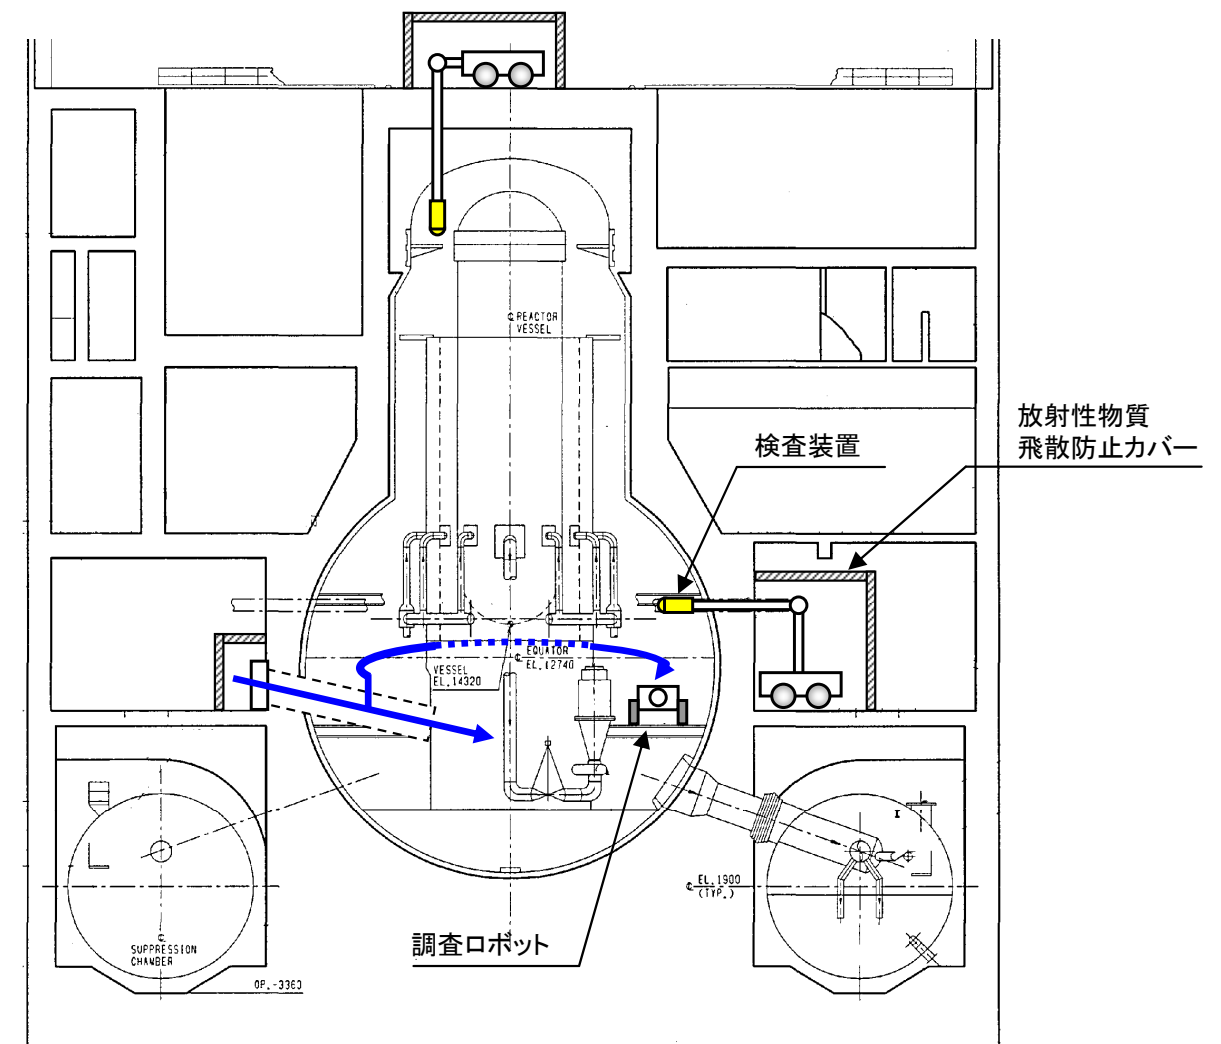 ℄ REACTOR
VESSEL
放射性物質
飛散防止カバー
検査装置
EQUATOR
℄ EL.12740
VESSEL
EL.14320
℄ EL.1900
(TYP.)
℄
SUPPRESSION
CHAMBER
調査ロボット
OP.-3360